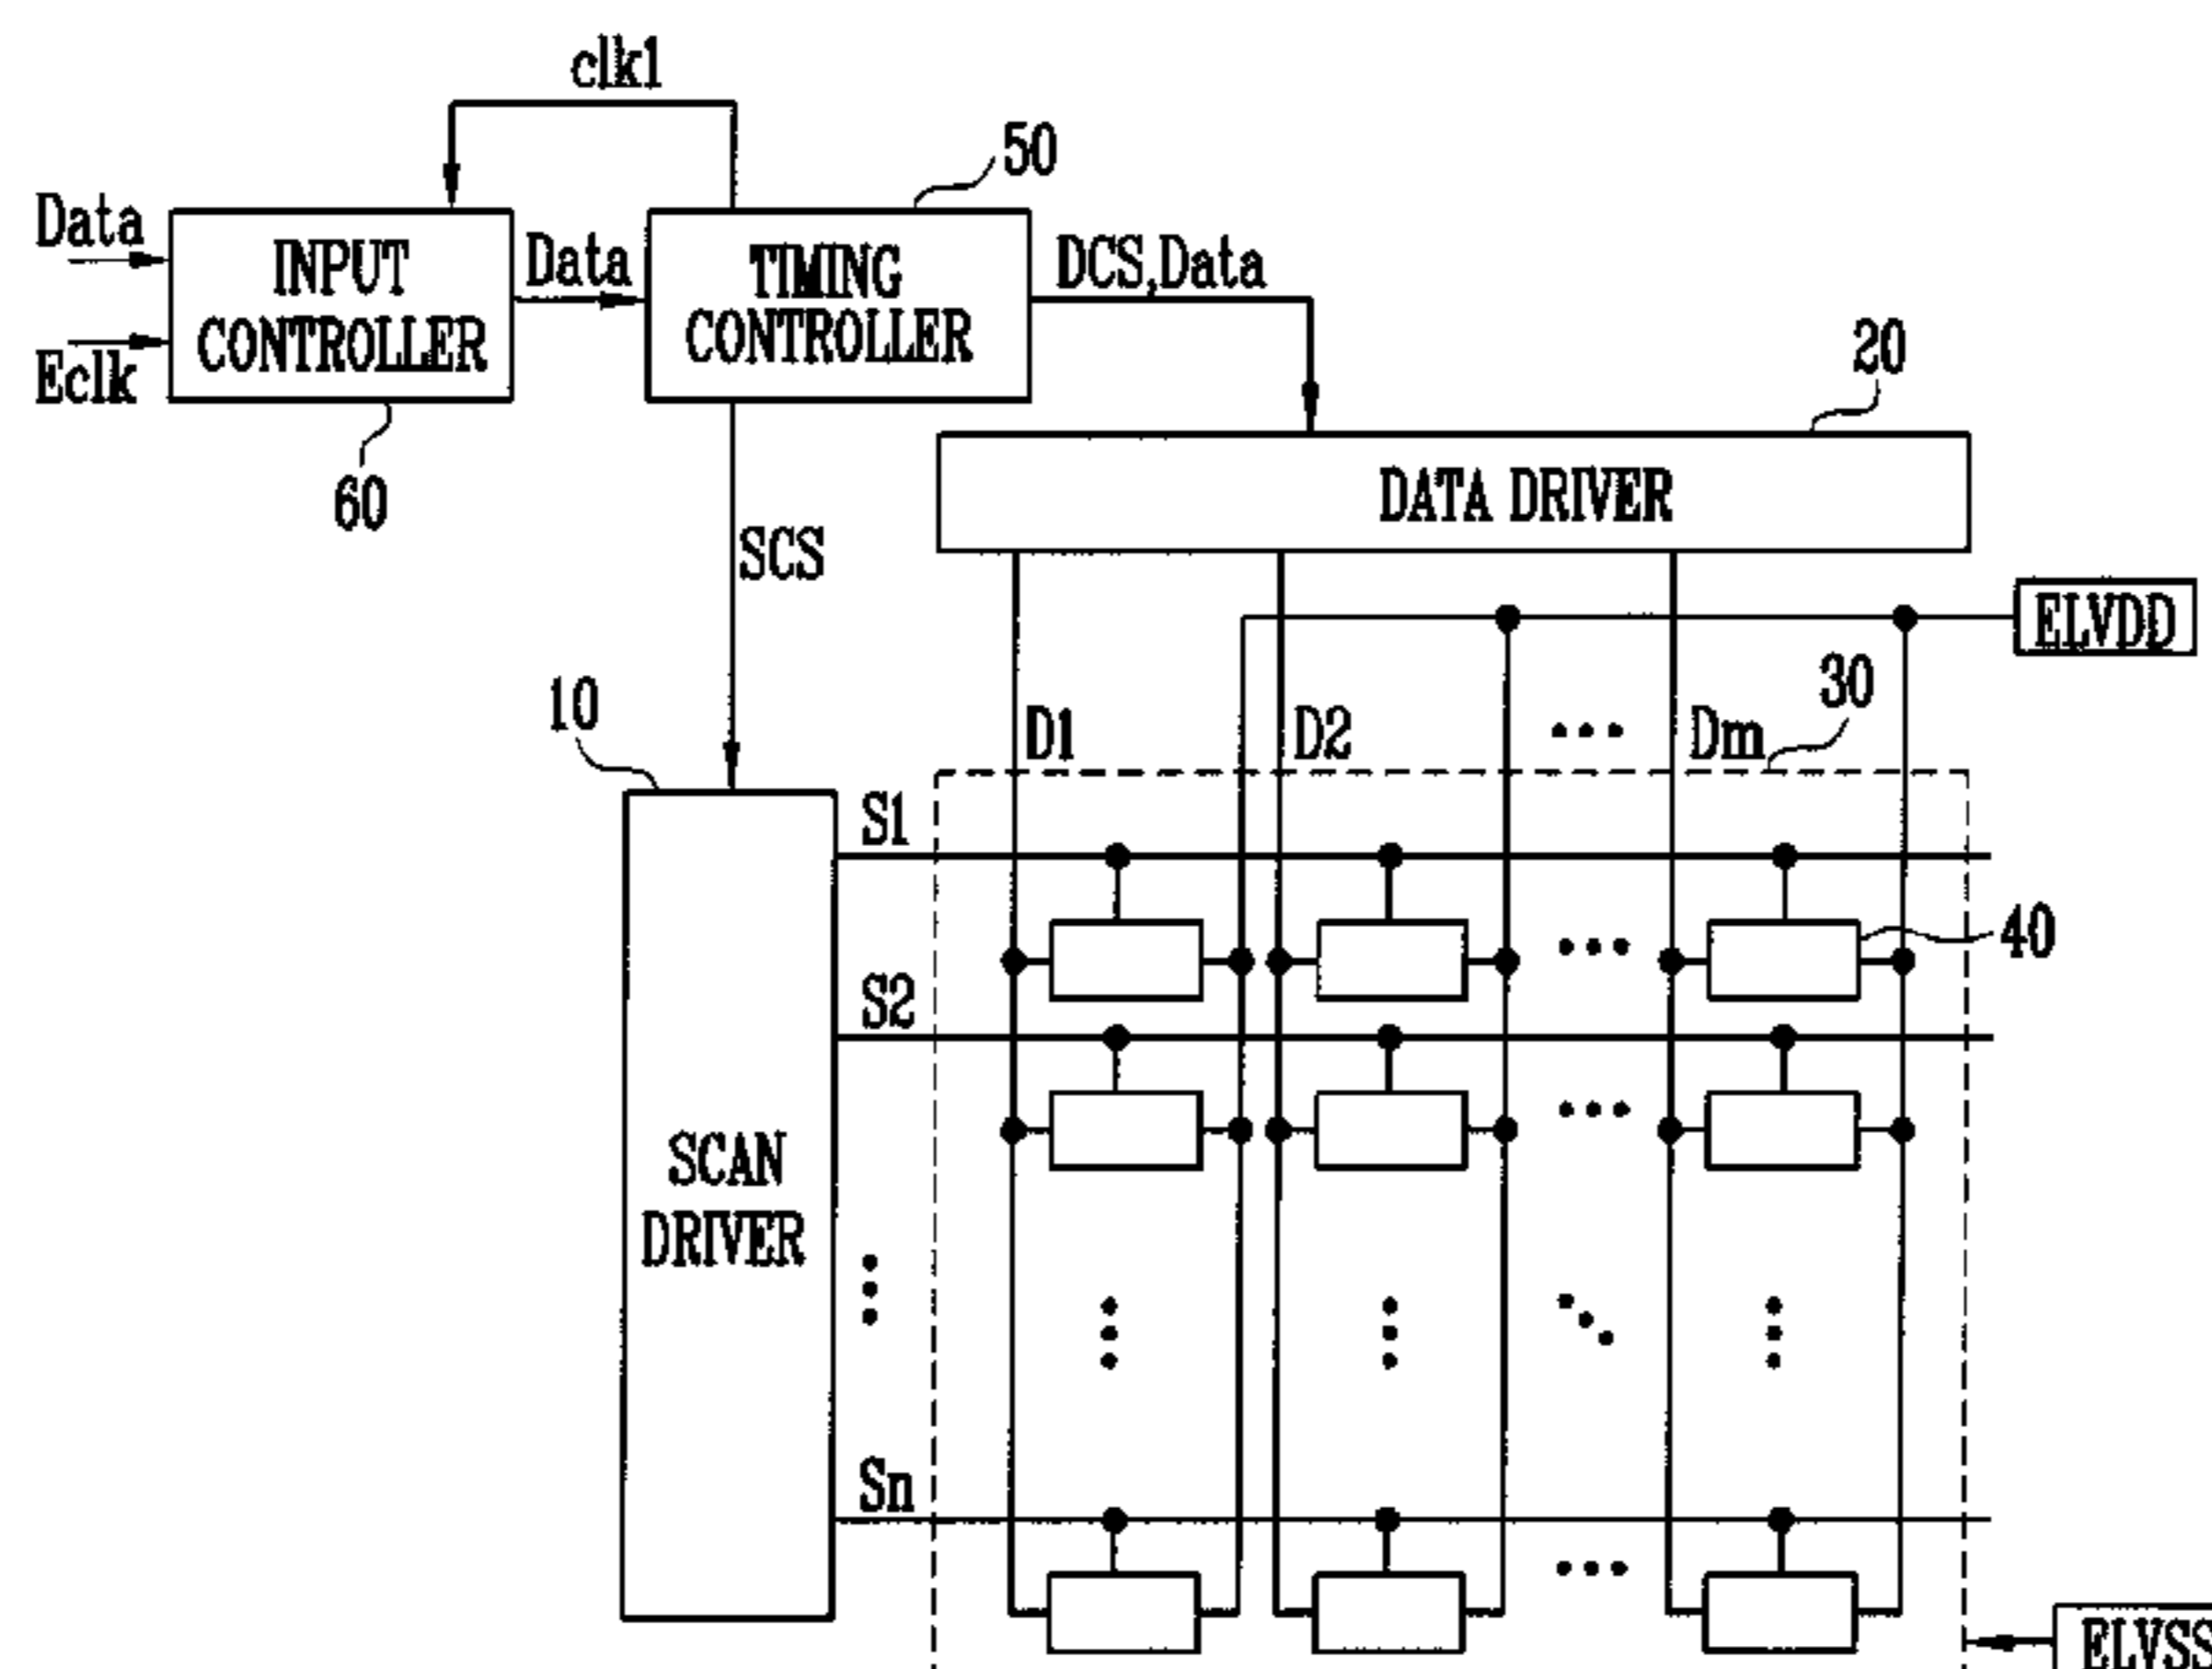 clk1
50
Data
INPUT
CONTROLLER
Data
TIMING
CONTROLLER
DCS,Data
Eclk
60
20
DATA DRIVER
SCS
ELVDD
10
D1
D2
Dm
30
S1
40
S2
SCAN
DRIVER
Sn
ELVSS